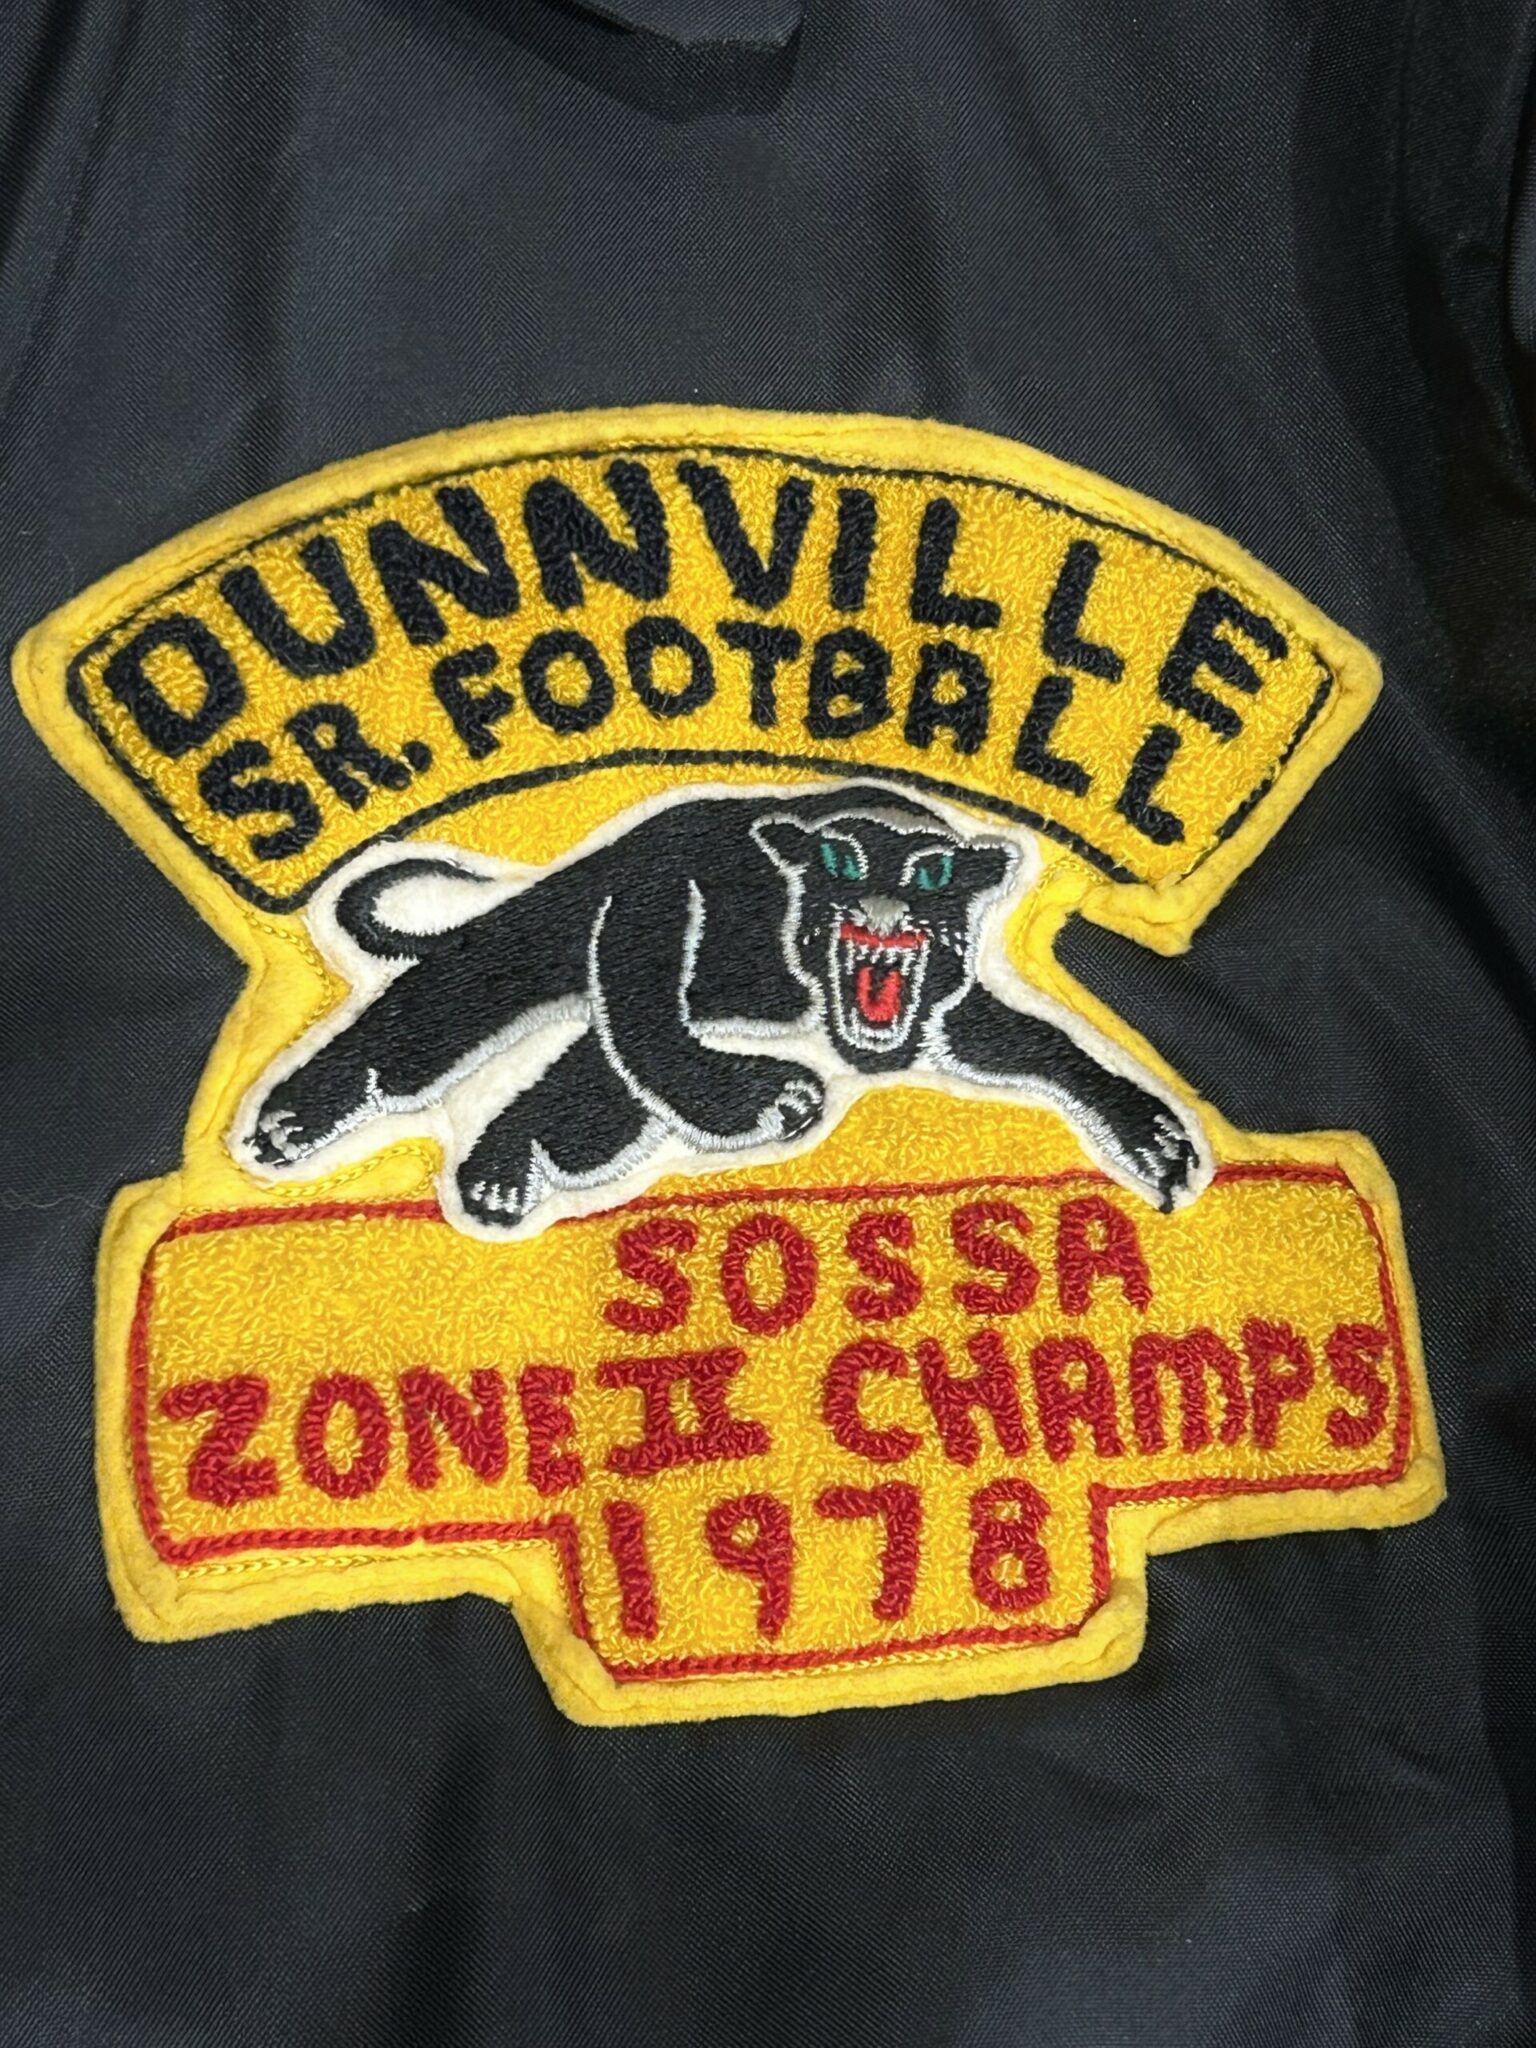 DUNNVILLE
SR. FOOTBALL
SOSSA
ZONE II CHAMPS
1978